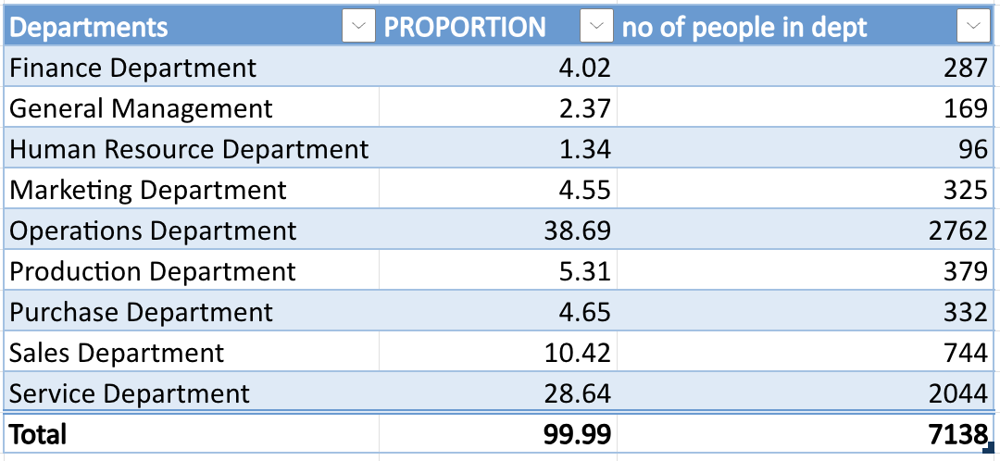 Departments PROPORTION no of people in dept
Finance Department 4.02 287
General Management 2.37 169
Human Resource Department 1.34 96
Marketing Department 4.55 325
Operations Department 38.69 2762
Production Department 5.31 379
Purchase Department 4.65 332
Sales Department 10.42 744
Service Department 28.64 2044
Total 99.99 7138